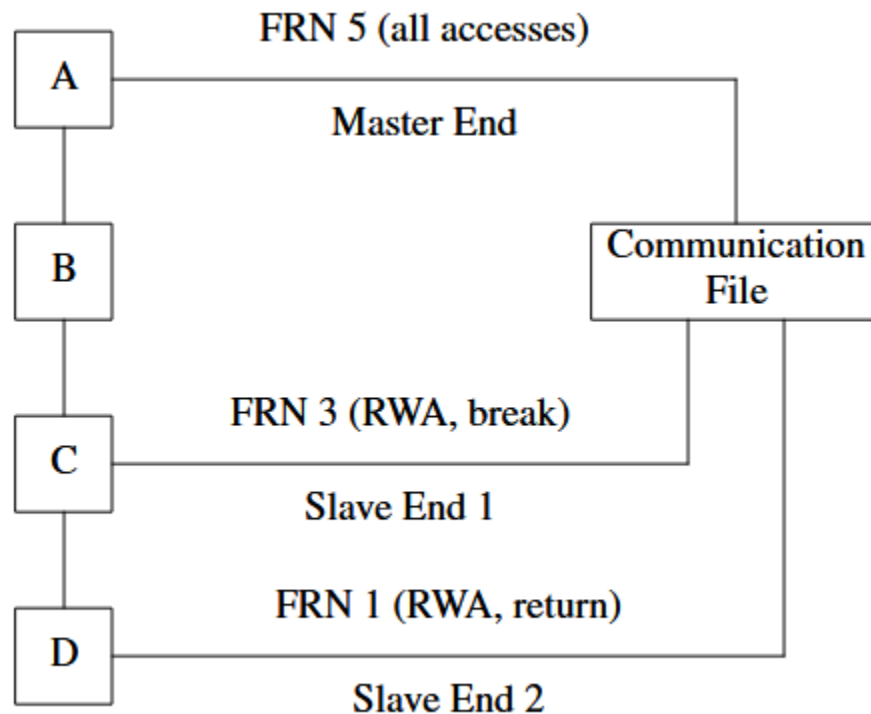 FRN 5 (all accesses)
A
Master End
B
Communication
File
FRN 3 (RWA, break)
C
Slave End 1
FRN 1 (RWA, return)
D
Slave End 2